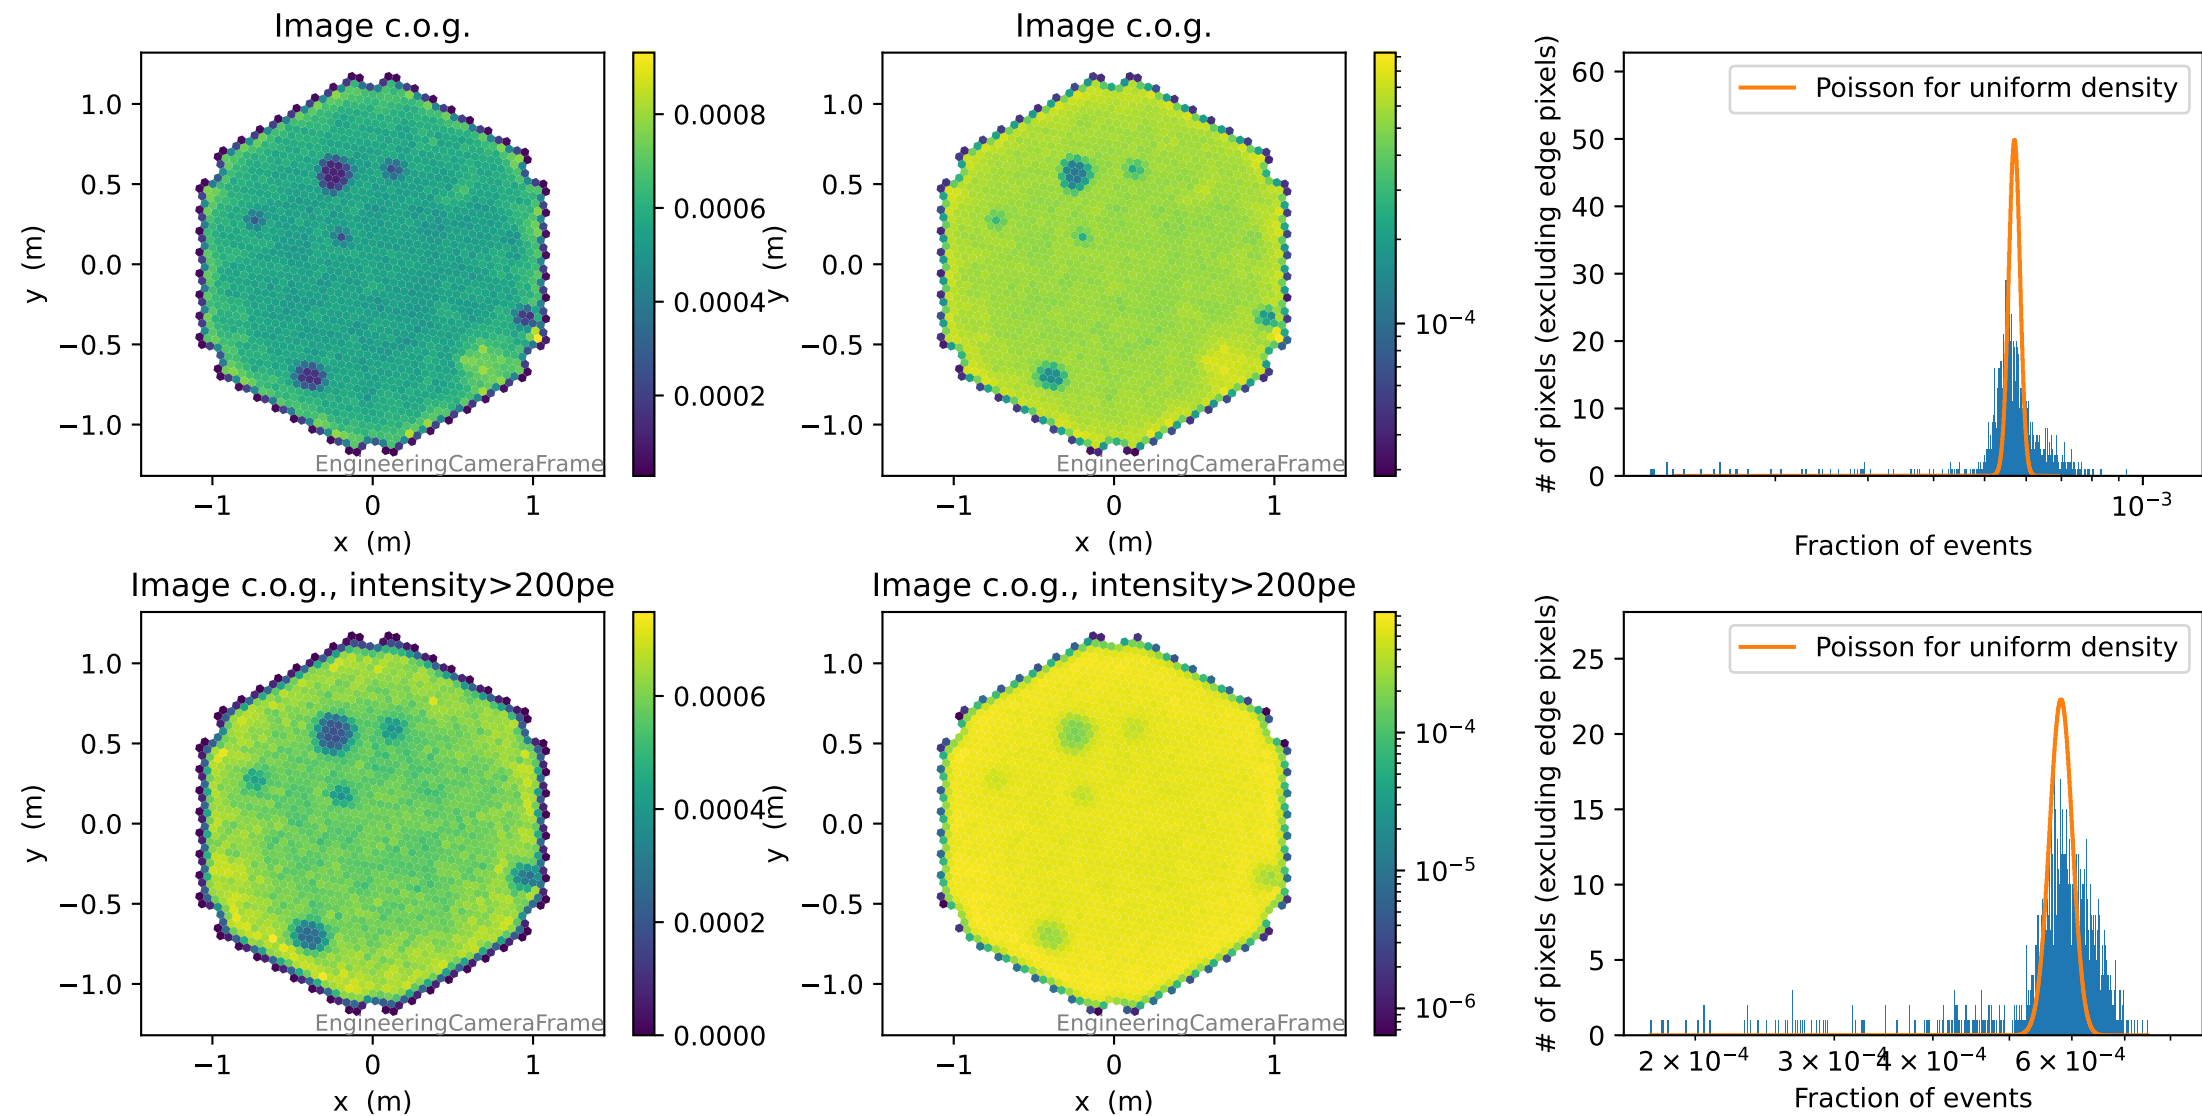 Image c.o.g.
1.0
0.5
0.0
−0.5
−1.0
y (m)
−1
0
1
x (m)
EngineeringCameraFrame
0.0008
0.0006
0.0004
0.0002
Image c.o.g.
1.0
0.5
0.0
−0.5
−1.0
y (m)
−1
0
1
x (m)
EngineeringCameraFrame
10⁻⁴
# of pixels (excluding edge pixels)
60
50
40
30
20
10
0
Poisson for uniform density
10⁻³
Fraction of events
Image c.o.g., intensity>200pe
1.0
0.5
0.0
−0.5
−1.0
y (m)
−1
0
1
x (m)
EngineeringCameraFrame
0.0006
0.0004
0.0002
0.0000
Image c.o.g., intensity>200pe
1.0
0.5
0.0
−0.5
−1.0
y (m)
−1
0
1
x (m)
EngineeringCameraFrame
10⁻⁴
10⁻⁵
10⁻⁶
# of pixels (excluding edge pixels)
25
20
15
10
5
0
Poisson for uniform density
2 × 10⁻⁴
3 × 10⁻⁴
4 × 10⁻⁴
6 × 10⁻⁴
Fraction of events